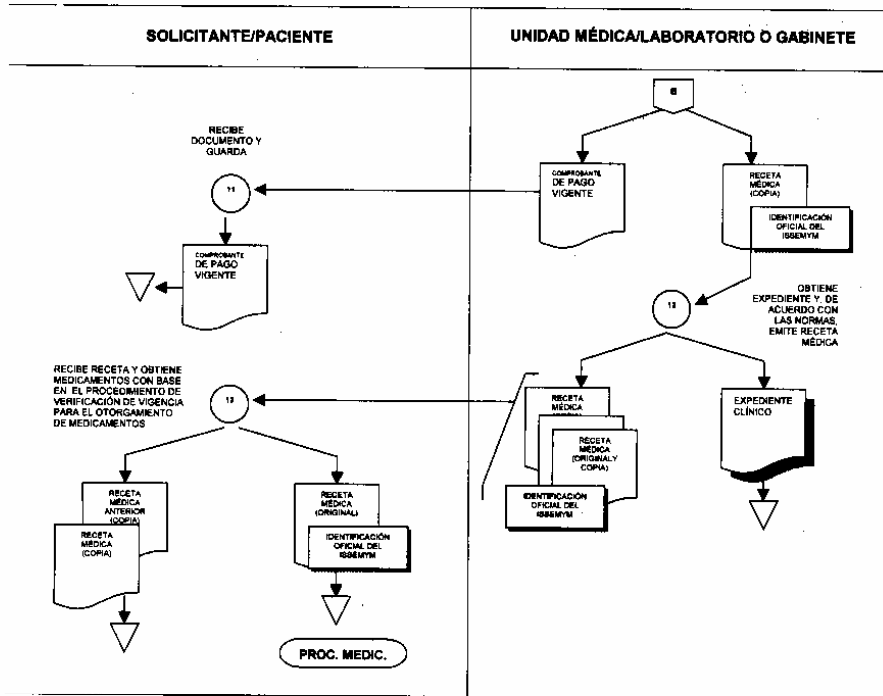 SOLICITANTE/PACIENTE
UNIDAD MÉDICA/LABORATORIO O GABINETE
RECIBE
DOCUMENTO Y
GUARDA
11
COMPROBANTE
DE PAGO
VIGENTE
RECETA
MÉDICA
(COPIA)
IDENTIFICACIÓN
OFICIAL DEL
ISSEMYM
COMPROBANTE
DE PAGO
VIGENTE
12
OBTIENE
EXPEDIENTE Y, DE
ACUERDO CON
LAS NORMAS,
EMITE RECETA
MÉDICA
RECIBE RECETA Y OBTIENE
MEDICAMENTOS CON BASE
EN EL PROCEDIMIENTO DE
VERIFICACIÓN DE VIGENCIA
PARA EL OTORGAMIENTO
DE MEDICAMENTOS
13
RECETA
MÉDICA
RECETA
MÉDICA
(ORIGINAL Y
COPIA)
IDENTIFICACIÓN
OFICIAL DEL
ISSEMYM
EXPEDIENTE
CLÍNICO
RECETA
MÉDICA
ANTERIOR
(COPIA)
RECETA
MÉDICA
(COPIA)
RECETA
MÉDICA
(ORIGINAL)
IDENTIFICACIÓN
OFICIAL DEL
ISSEMYM
PROC. MEDIC.